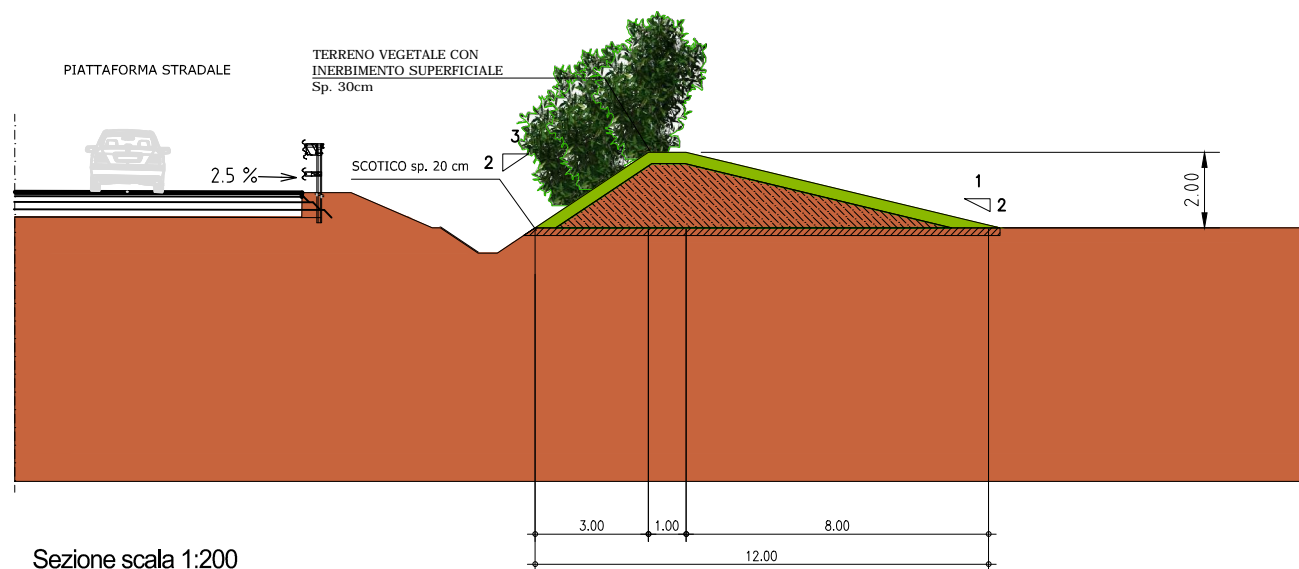 PIATTAFORMA STRADALE
TERRENO VEGETALE CON
INERBIMENTO SUPERFICIALE
Sp. 30cm
3
2
SCOTICO sp. 20 cm
2.5 %
1
2
2.00
3.00
1.00
8.00
12.00
Sezione scala 1:200